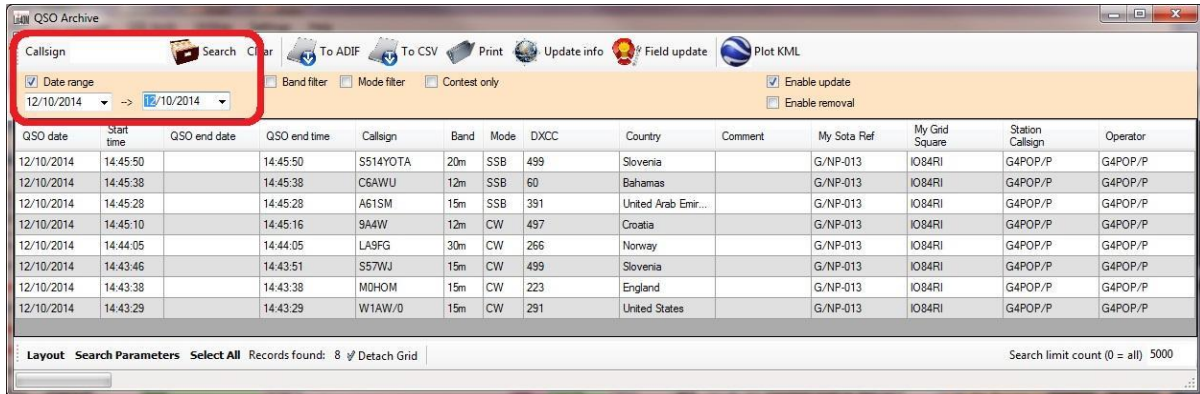 QSO Archive
Callsign Search Clear To ADIF To CSV Print Update info Field update Plot KML
Date range Band filter Mode filter Contest only Enable update
12/10/2014 --> 12/10/2014 Enable removal
QSO date Start time QSO end date QSO end time Callsign Band Mode DXCC Country Comment My Sota Ref My Grid Square Station Callsign Operator
12/10/2014 14:45:50 14:45:50 S514YOTA 20m SSB 499 Slovenia G/NP-013 IO84RI G4POP/P G4POP/P
12/10/2014 14:45:38 14:45:38 C6AWU 12m SSB 60 Bahamas G/NP-013 IO84RI G4POP/P G4POP/P
12/10/2014 14:45:28 14:45:28 A61SM 15m SSB 391 United Arab Emir... G/NP-013 IO84RI G4POP/P G4POP/P
12/10/2014 14:45:10 14:45:16 9A4W 12m CW 497 Croatia G/NP-013 IO84RI G4POP/P G4POP/P
12/10/2014 14:44:05 14:44:05 LA9FG 30m CW 266 Norway G/NP-013 IO84RI G4POP/P G4POP/P
12/10/2014 14:43:46 14:43:51 S57WJ 15m CW 499 Slovenia G/NP-013 IO84RI G4POP/P G4POP/P
12/10/2014 14:43:38 14:43:38 M0HOM 15m CW 223 England G/NP-013 IO84RI G4POP/P G4POP/P
12/10/2014 14:43:29 14:43:29 W1AW/0 15m CW 291 United States G/NP-013 IO84RI G4POP/P G4POP/P
Layout Search Parameters Select All Records found: 8 Detach Grid Search limit count (0 = all) 5000